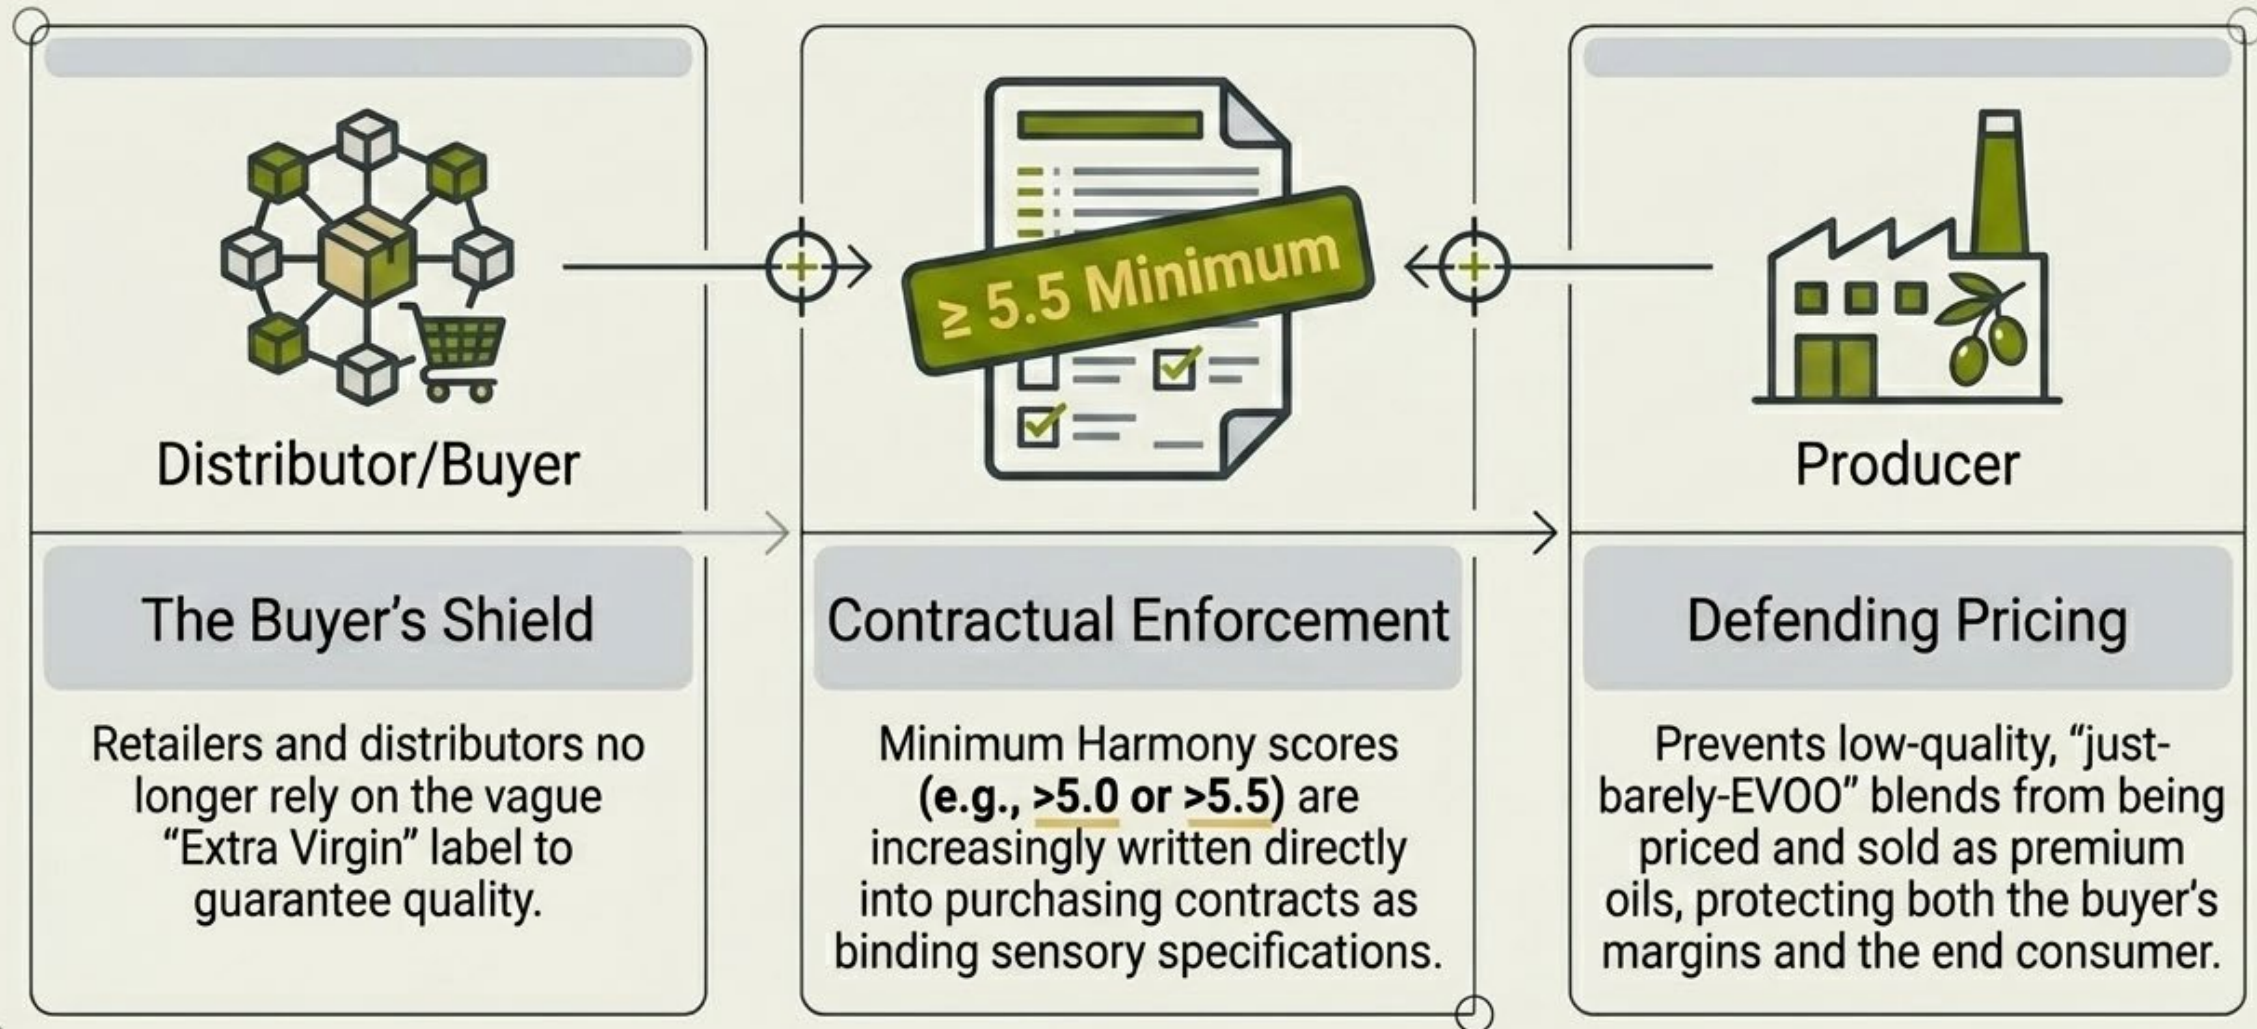 ≥ 5.5 Minimum
Distributor/Buyer
Producer
The Buyer’s Shield
Contractual Enforcement
Defending Pricing
Retailers and distributors no
longer rely on the vague
“Extra Virgin” label to
guarantee quality.
Minimum Harmony scores
(e.g., >5.0 or >5.5) are
increasingly written directly
into purchasing contracts as
binding sensory specifications.
Prevents low-quality, “just-
barely-EVOO” blends from being
priced and sold as premium
oils, protecting both the buyer’s
margins and the end consumer.